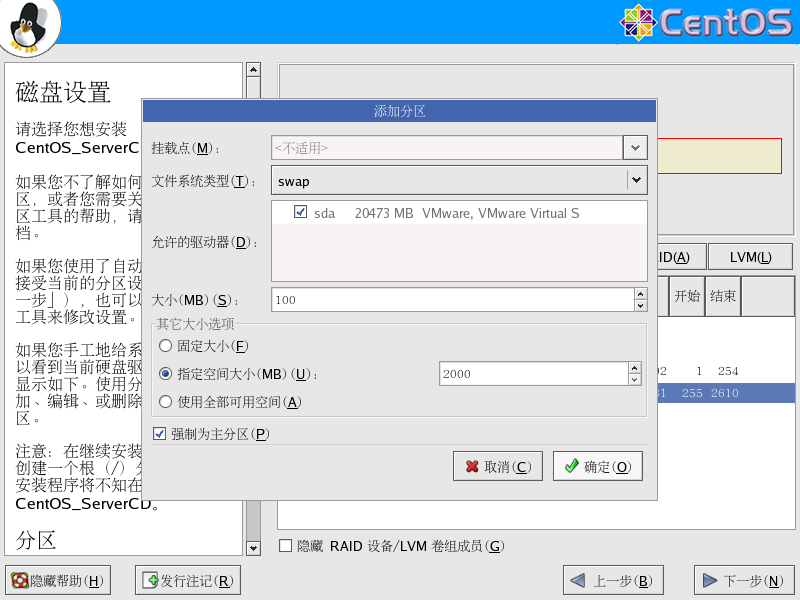 CentOS
磁盘设置
请选择您想安装
CentOS_ServerC
如果您不了解如何
区，或者您需要关
区工具的帮助，请
档。
如果您使用了自动
接受当前的分区设
一步」），也可以
工具来修改设置。
如果您手工地给系
以看到当前硬盘驱
显示如下。使用分
加、编辑、或删除
区。
注意：在继续安装
创建一个根（/）分
安装程序将不知在
CentOS_ServerCD。
分区
添加分区
挂载点(M)：
<不适用>
文件系统类型(T)：
swap
允许的驱动器(D)：
sda 20473 MB VMware, VMware Virtual S
大小(MB)(S)：
100
其它大小选项
固定大小(F)
指定空间大小(MB)(U)：
2000
使用全部可用空间(A)
强制为主分区(P)
取消(C)
确定(O)
ID(A)
LVM(L)
开始
结束
1 254
255 2610
隐藏 RAID 设备/LVM 卷组成员(G)
隐藏帮助(H)
发行注记(R)
上一步(B)
下一步(N)